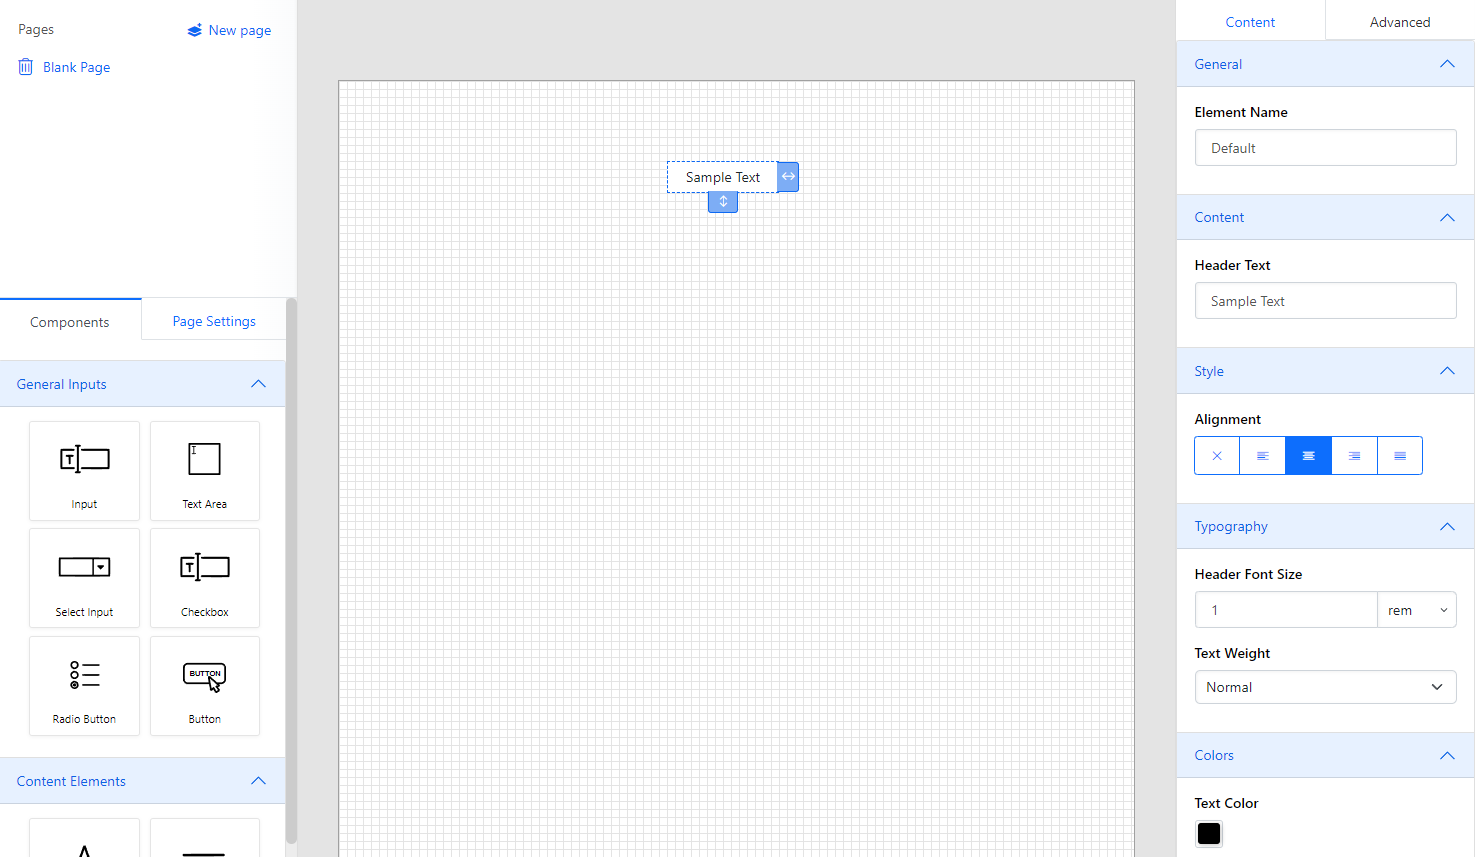 Pages
New page
Blank Page
Components
Page Settings
General Inputs
Input
Text Area
Select Input
Checkbox
Radio Button
BUTTON
Button
Content Elements
Sample Text
Content
Advanced
General
Element Name
Default
Content
Header Text
Sample Text
Style
Alignment
Typography
Header Font Size
1
rem
Text Weight
Normal
Colors
Text Color